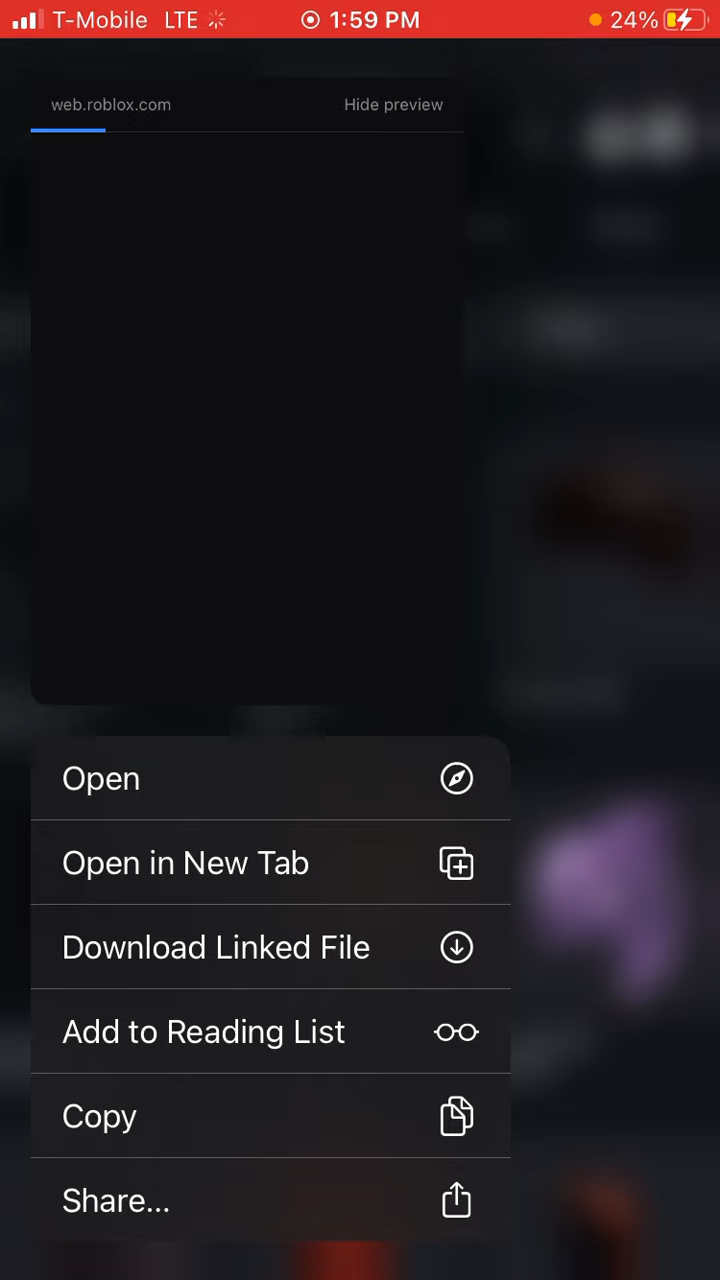 T-Mobile LTE 1:59 PM 24%
web.roblox.com Hide preview
Open
Open in New Tab
Download Linked File
Add to Reading List
Copy
Share...